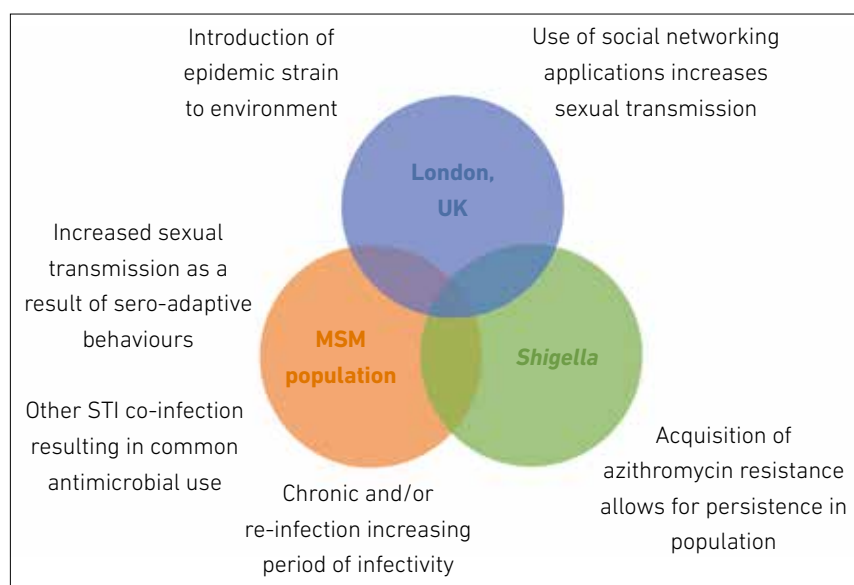 Introduction of
epidemic strain
to environment
Use of social networking
applications increases
sexual transmission
London,
UK
Increased sexual
transmission as a
result of sero-adaptive
behaviours
MSM
population
Shigella
Other STI co-infection
resulting in common
antimicrobial use
Chronic and/or
re-infection increasing
period of infectivity
Acquisition of
azithromycin resistance
allows for persistence in
population